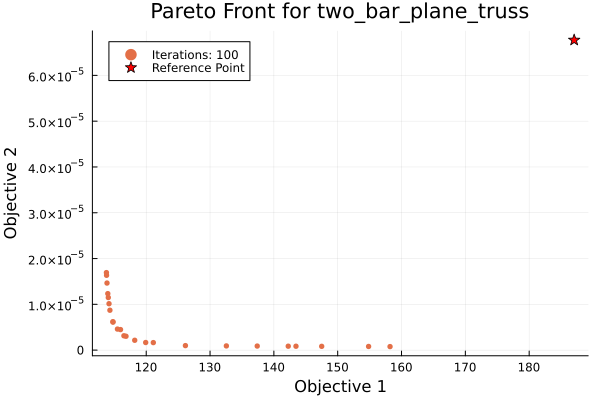 Pareto Front for two_bar_plane_truss
Iterations: 100
Reference Point
6.0×10⁻⁵
5.0×10⁻⁵
4.0×10⁻⁵
3.0×10⁻⁵
2.0×10⁻⁵
1.0×10⁻⁵
0
Objective 2
120 130 140 150 160 170 180
Objective 1